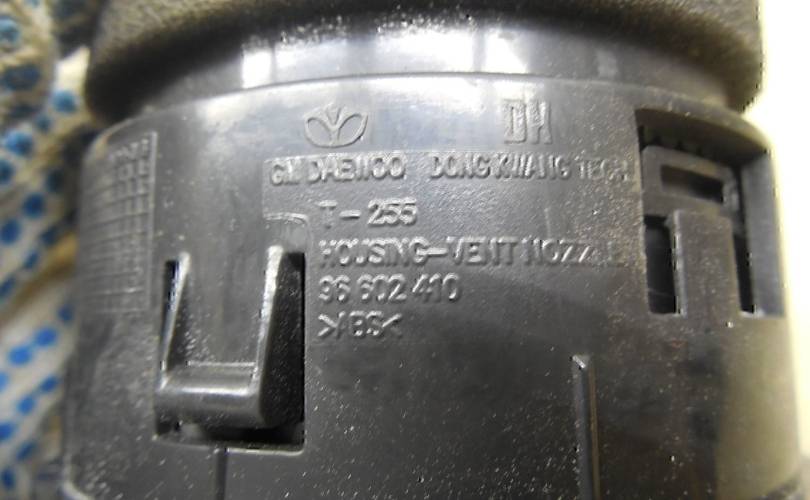 DH
GM DAEWOO DONG KWANG TECH
T-255
HOUSING-VENT NOZZLE
96 602 410
>ABS<